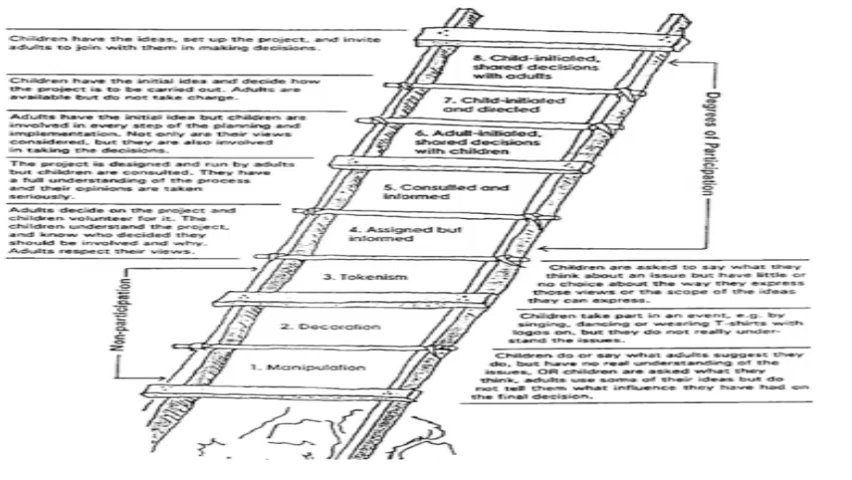 Children have the ideas, set up the project, and invite
adults to join with them in making decisions.
Children have the initial idea and decide how
the project is to be carried out. Adults are
available but do not take charge.
Adults have the initial idea but children are
involved in every step of the planning and
implementation. Not only are their views
considered, but they are also involved
in taking the decisions.
The project is designed and run by adults
but children are consulted. They have
a full understanding of the process
and their opinions are taken
seriously.
Adults decide on the project and
children volunteer for it. The
children understand the project,
and know who decided they
should be involved and why.
Adults respect their views.
8. Child-initiated,
shared decisions
with adults
7. Child-initiated
and directed
6. Adult-initiated,
shared decisions
with children
5. Consulted and
informed
4. Assigned but
informed
3. Tokenism
2. Decoration
1. Manipulation
Degrees of Participation
Non-participation
Children are asked to say what they
think about an issue but have little or
no choice about the way they express
those views or the scope of the ideas
they can express.
Children take part in an event, e.g. by
singing, dancing or wearing T-shirts with
logos on, but they do not really under-
stand the issues.
Children do or say what adults suggest they
do, but have no real understanding of the
issues, OR children are asked what they
think, adults use some of their ideas but do
not tell them what influence they have had on
the final decision.